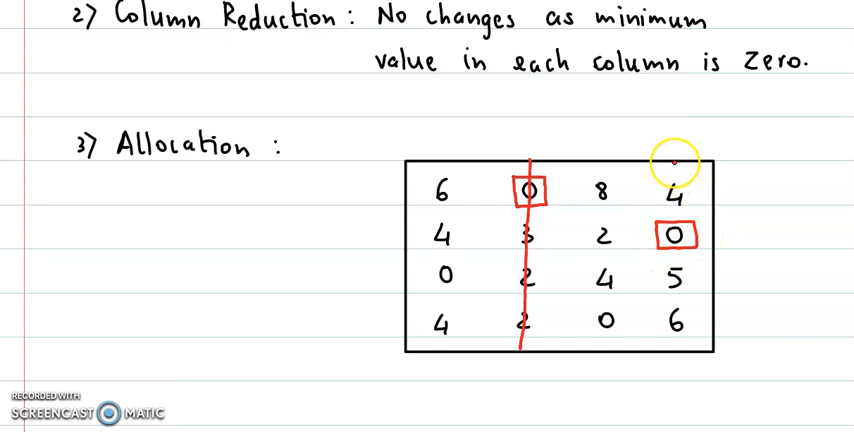 2) Column Reduction : No changes as minimum
value in each column is zero.
3) Allocation :
6 0 8 4
4 3 2 0
0 2 4 5
4 2 0 6
RECORDED WITH
SCREENCAST MATIC